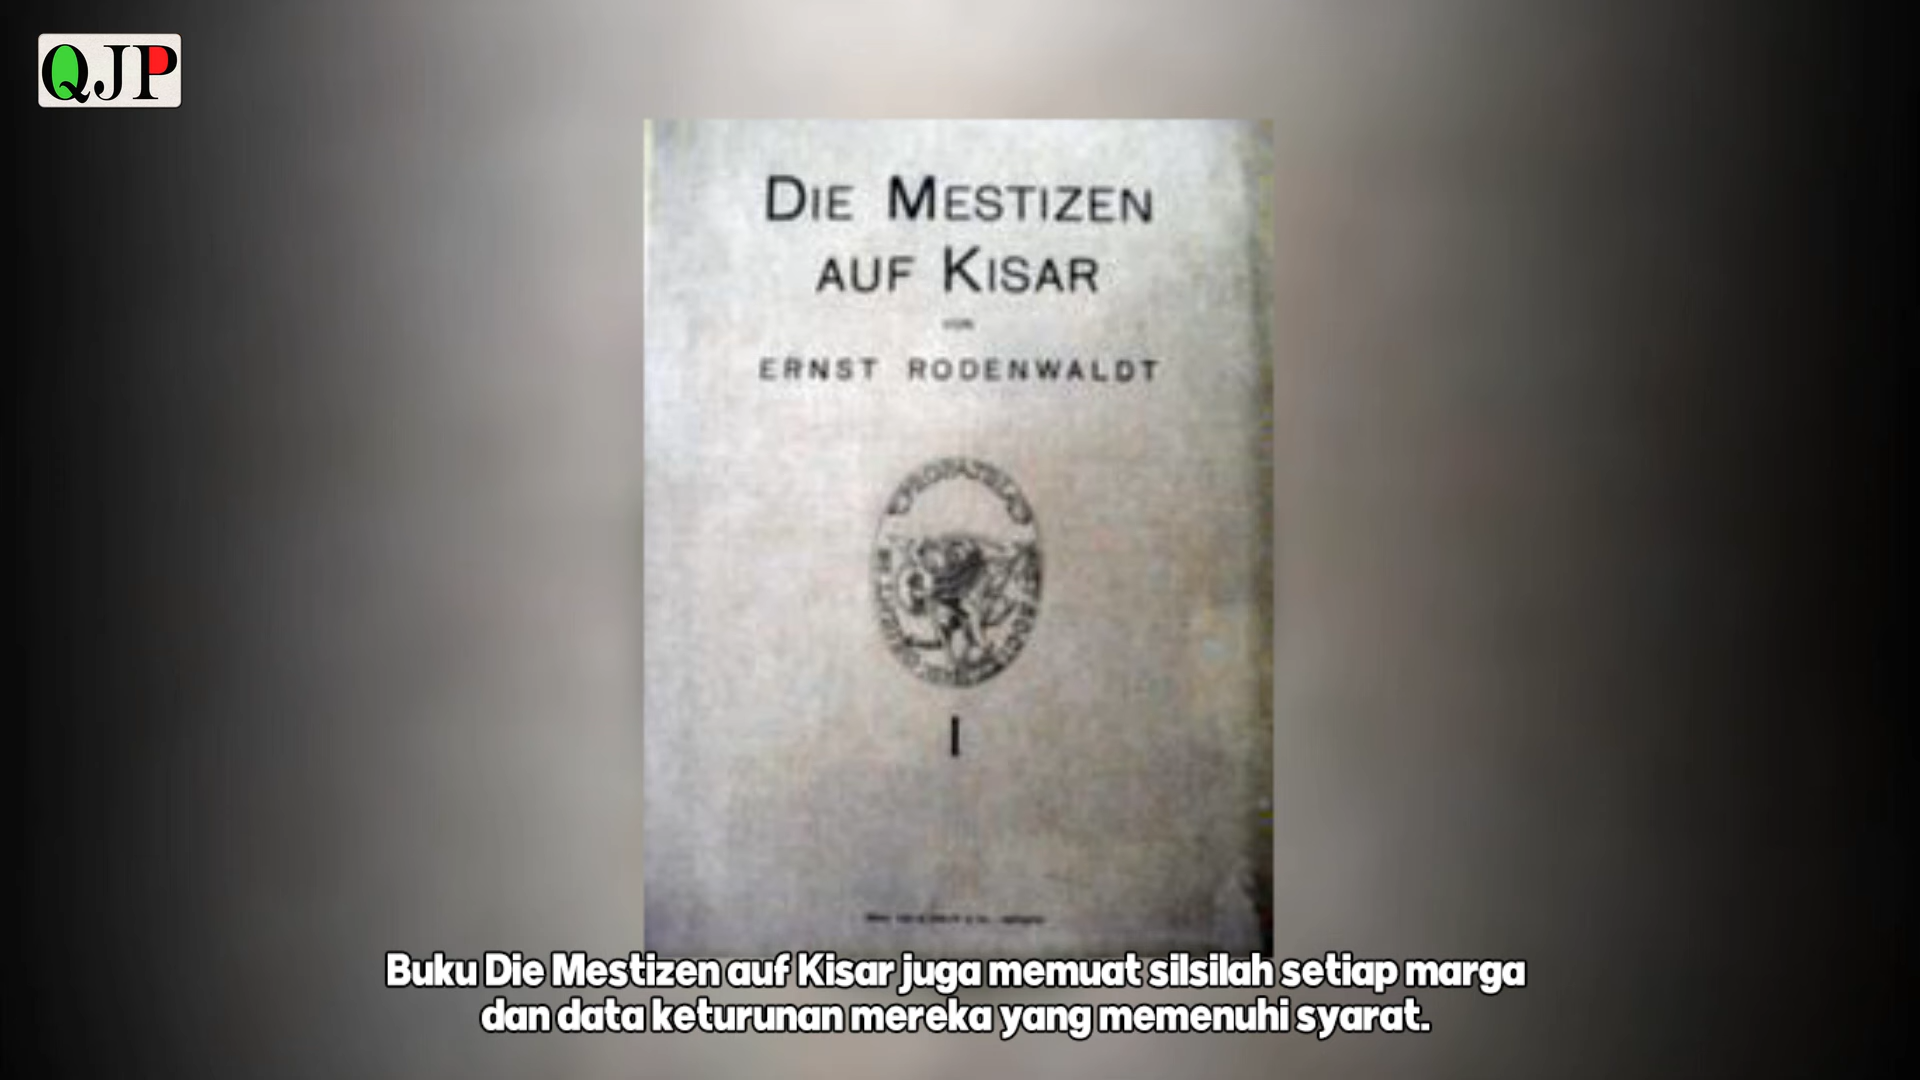 QJP
DIE MESTIZEN
AUF KISAR
VON
ERNST RODENWALDT
I
Buku Die Mestizen auf Kisar juga memuat silsilah setiap marga
dan data keturunan mereka yang memenuhi syarat.